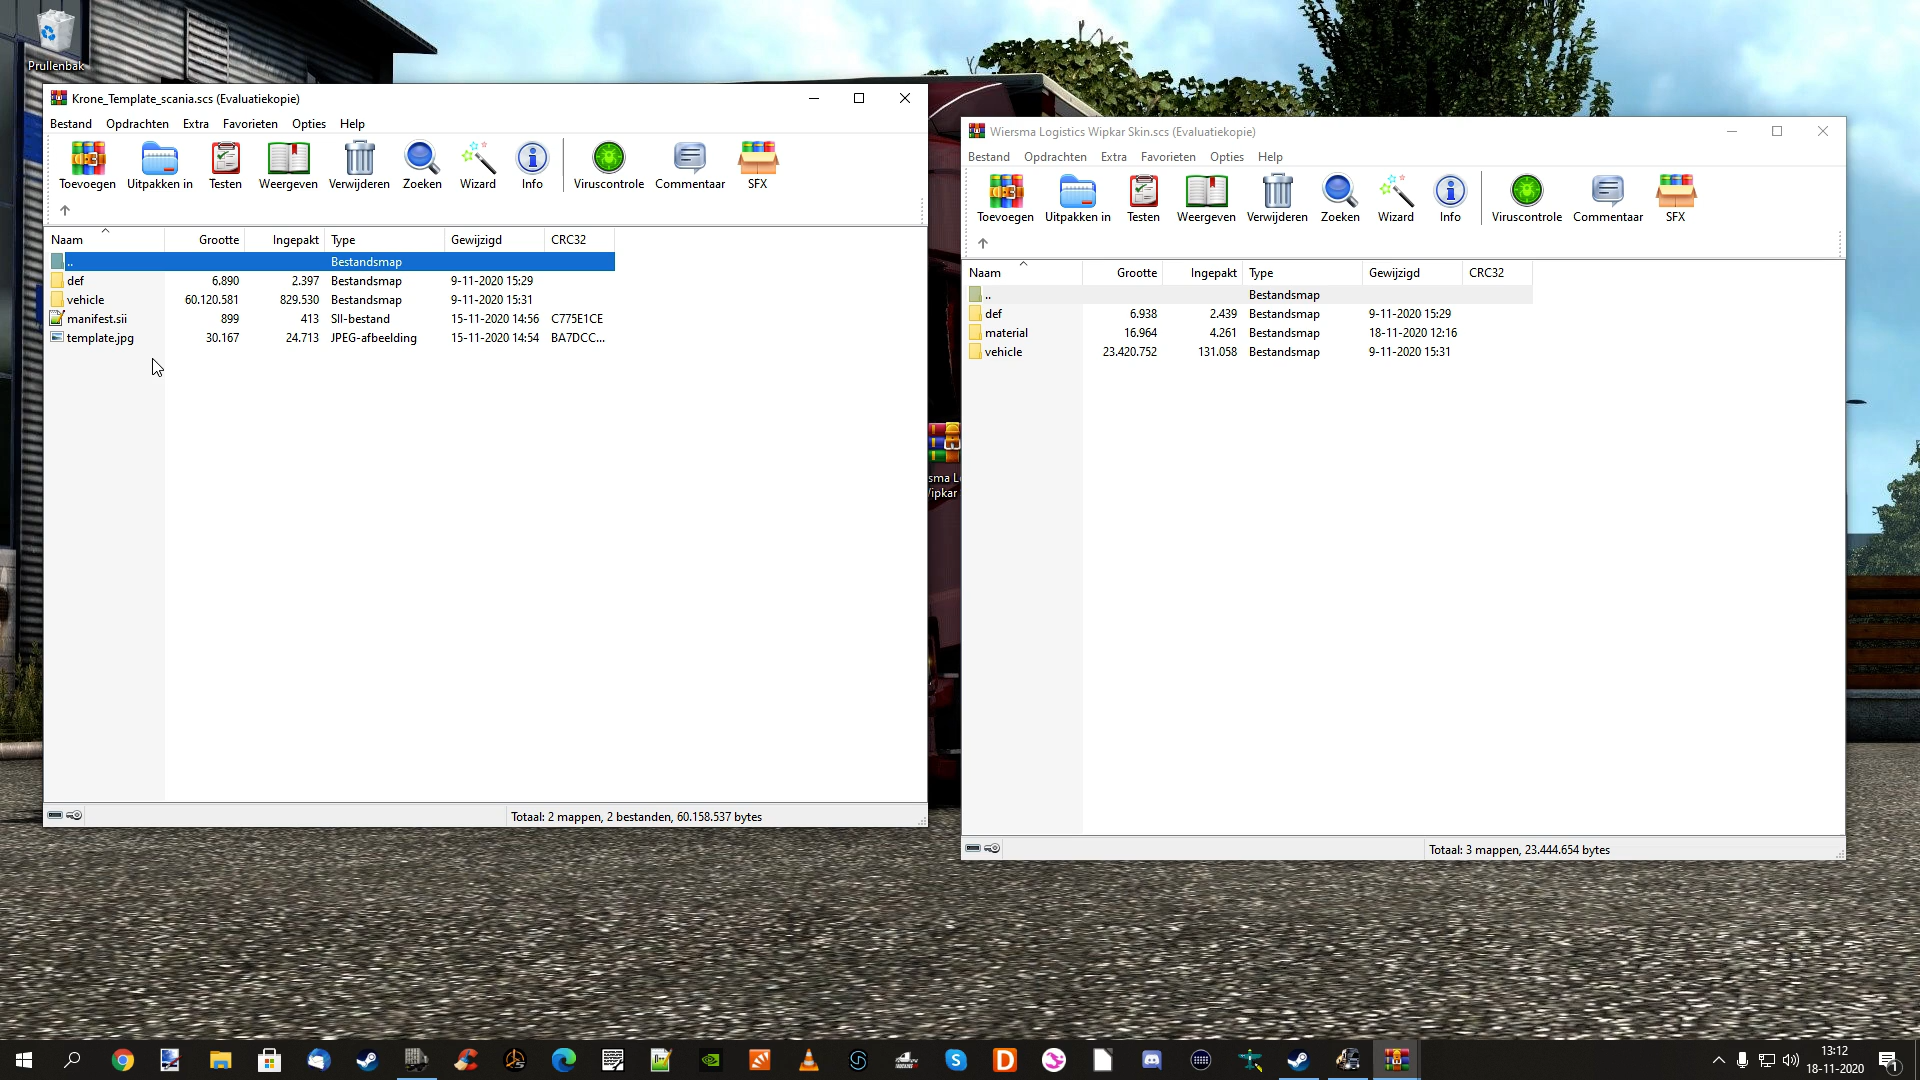 Prullenbak
Krone_Template_scania.scs (Evaluatiekopie)
Bestand Opdrachten Extra Favorieten Opties Help
Toevoegen Uitpakken in Testen Weergeven Verwijderen Zoeken Wizard Info Viruscontrole Commentaar SFX
Naam Grootte Ingepakt Type Gewijzigd CRC32
.. Bestandsmap
def 6.890 2.397 Bestandsmap 9-11-2020 15:29
vehicle 60.120.581 829.530 Bestandsmap 9-11-2020 15:31
manifest.sii 899 413 SII-bestand 15-11-2020 14:56 C775E1CE
template.jpg 30.167 24.713 JPEG-afbeelding 15-11-2020 14:54 BA7DCC...
Totaal: 2 mappen, 2 bestanden, 60.158.537 bytes
sma L
Wiersma Logistics Wipkar Skin.scs (Evaluatiekopie)
Bestand Opdrachten Extra Favorieten Opties Help
Toevoegen Uitpakken in Testen Weergeven Verwijderen Zoeken Wizard Info Viruscontrole Commentaar SFX
Naam Grootte Ingepakt Type Gewijzigd CRC32
.. Bestandsmap
def 6.938 2.439 Bestandsmap 9-11-2020 15:29
material 16.964 4.261 Bestandsmap 18-11-2020 12:16
vehicle 23.420.752 131.058 Bestandsmap 9-11-2020 15:31
Totaal: 3 mappen, 23.444.654 bytes
13:12
18-11-2020
1